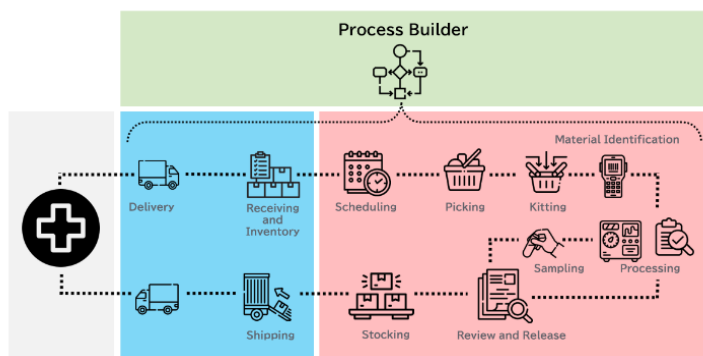 Process Builder
Material Identification
Delivery
Receiving
and
Inventory
Scheduling
Picking
Kitting
Sampling
Processing
Shipping
Stocking
Review and Release